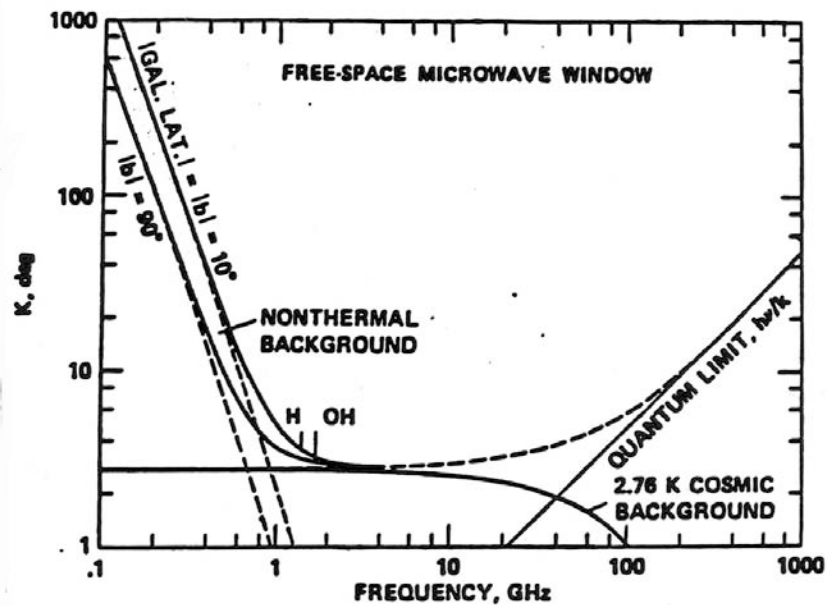 1000
FREE-SPACE MICROWAVE WINDOW
|GAL. LAT.| = |b| = 10°
|b| = 90°
100
K, deg
NONTHERMAL
BACKGROUND
10
H OH
QUANTUM LIMIT, hν/k
2.76 K COSMIC
BACKGROUND
1
.1 1 10 100 1000
FREQUENCY, GHz